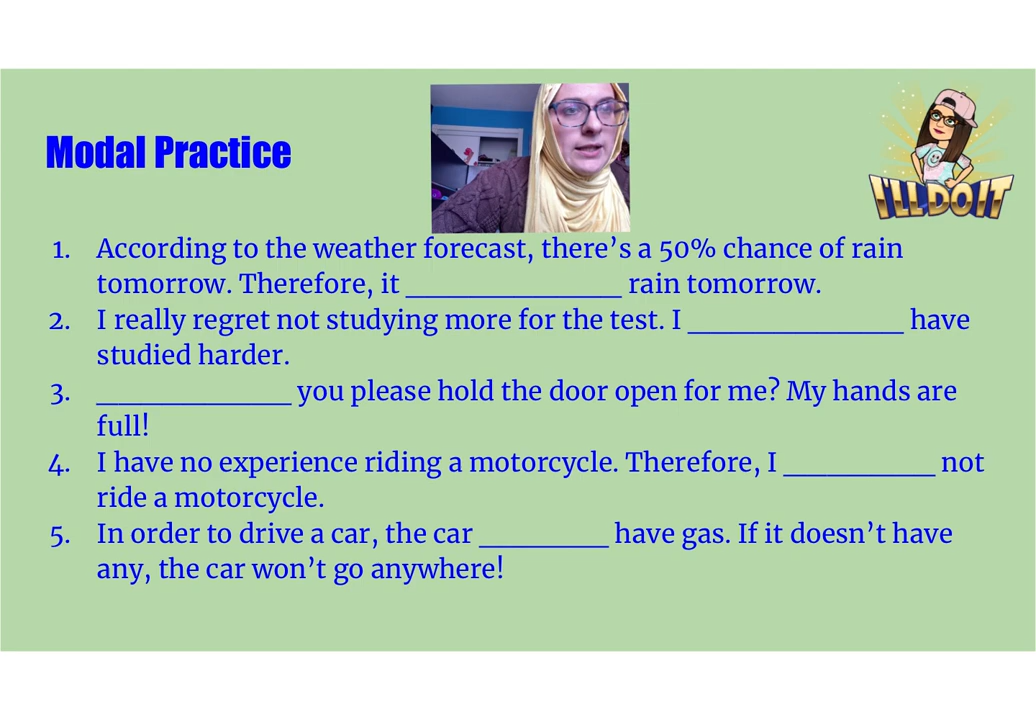 Modal Practice
I'LL DO IT
1. According to the weather forecast, there’s a 50% chance of rain
tomorrow. Therefore, it ____________ rain tomorrow.
2. I really regret not studying more for the test. I ____________ have
studied harder.
3. ___________ you please hold the door open for me? My hands are
full!
4. I have no experience riding a motorcycle. Therefore, I ________ not
ride a motorcycle.
5. In order to drive a car, the car _______ have gas. If it doesn’t have
any, the car won’t go anywhere!